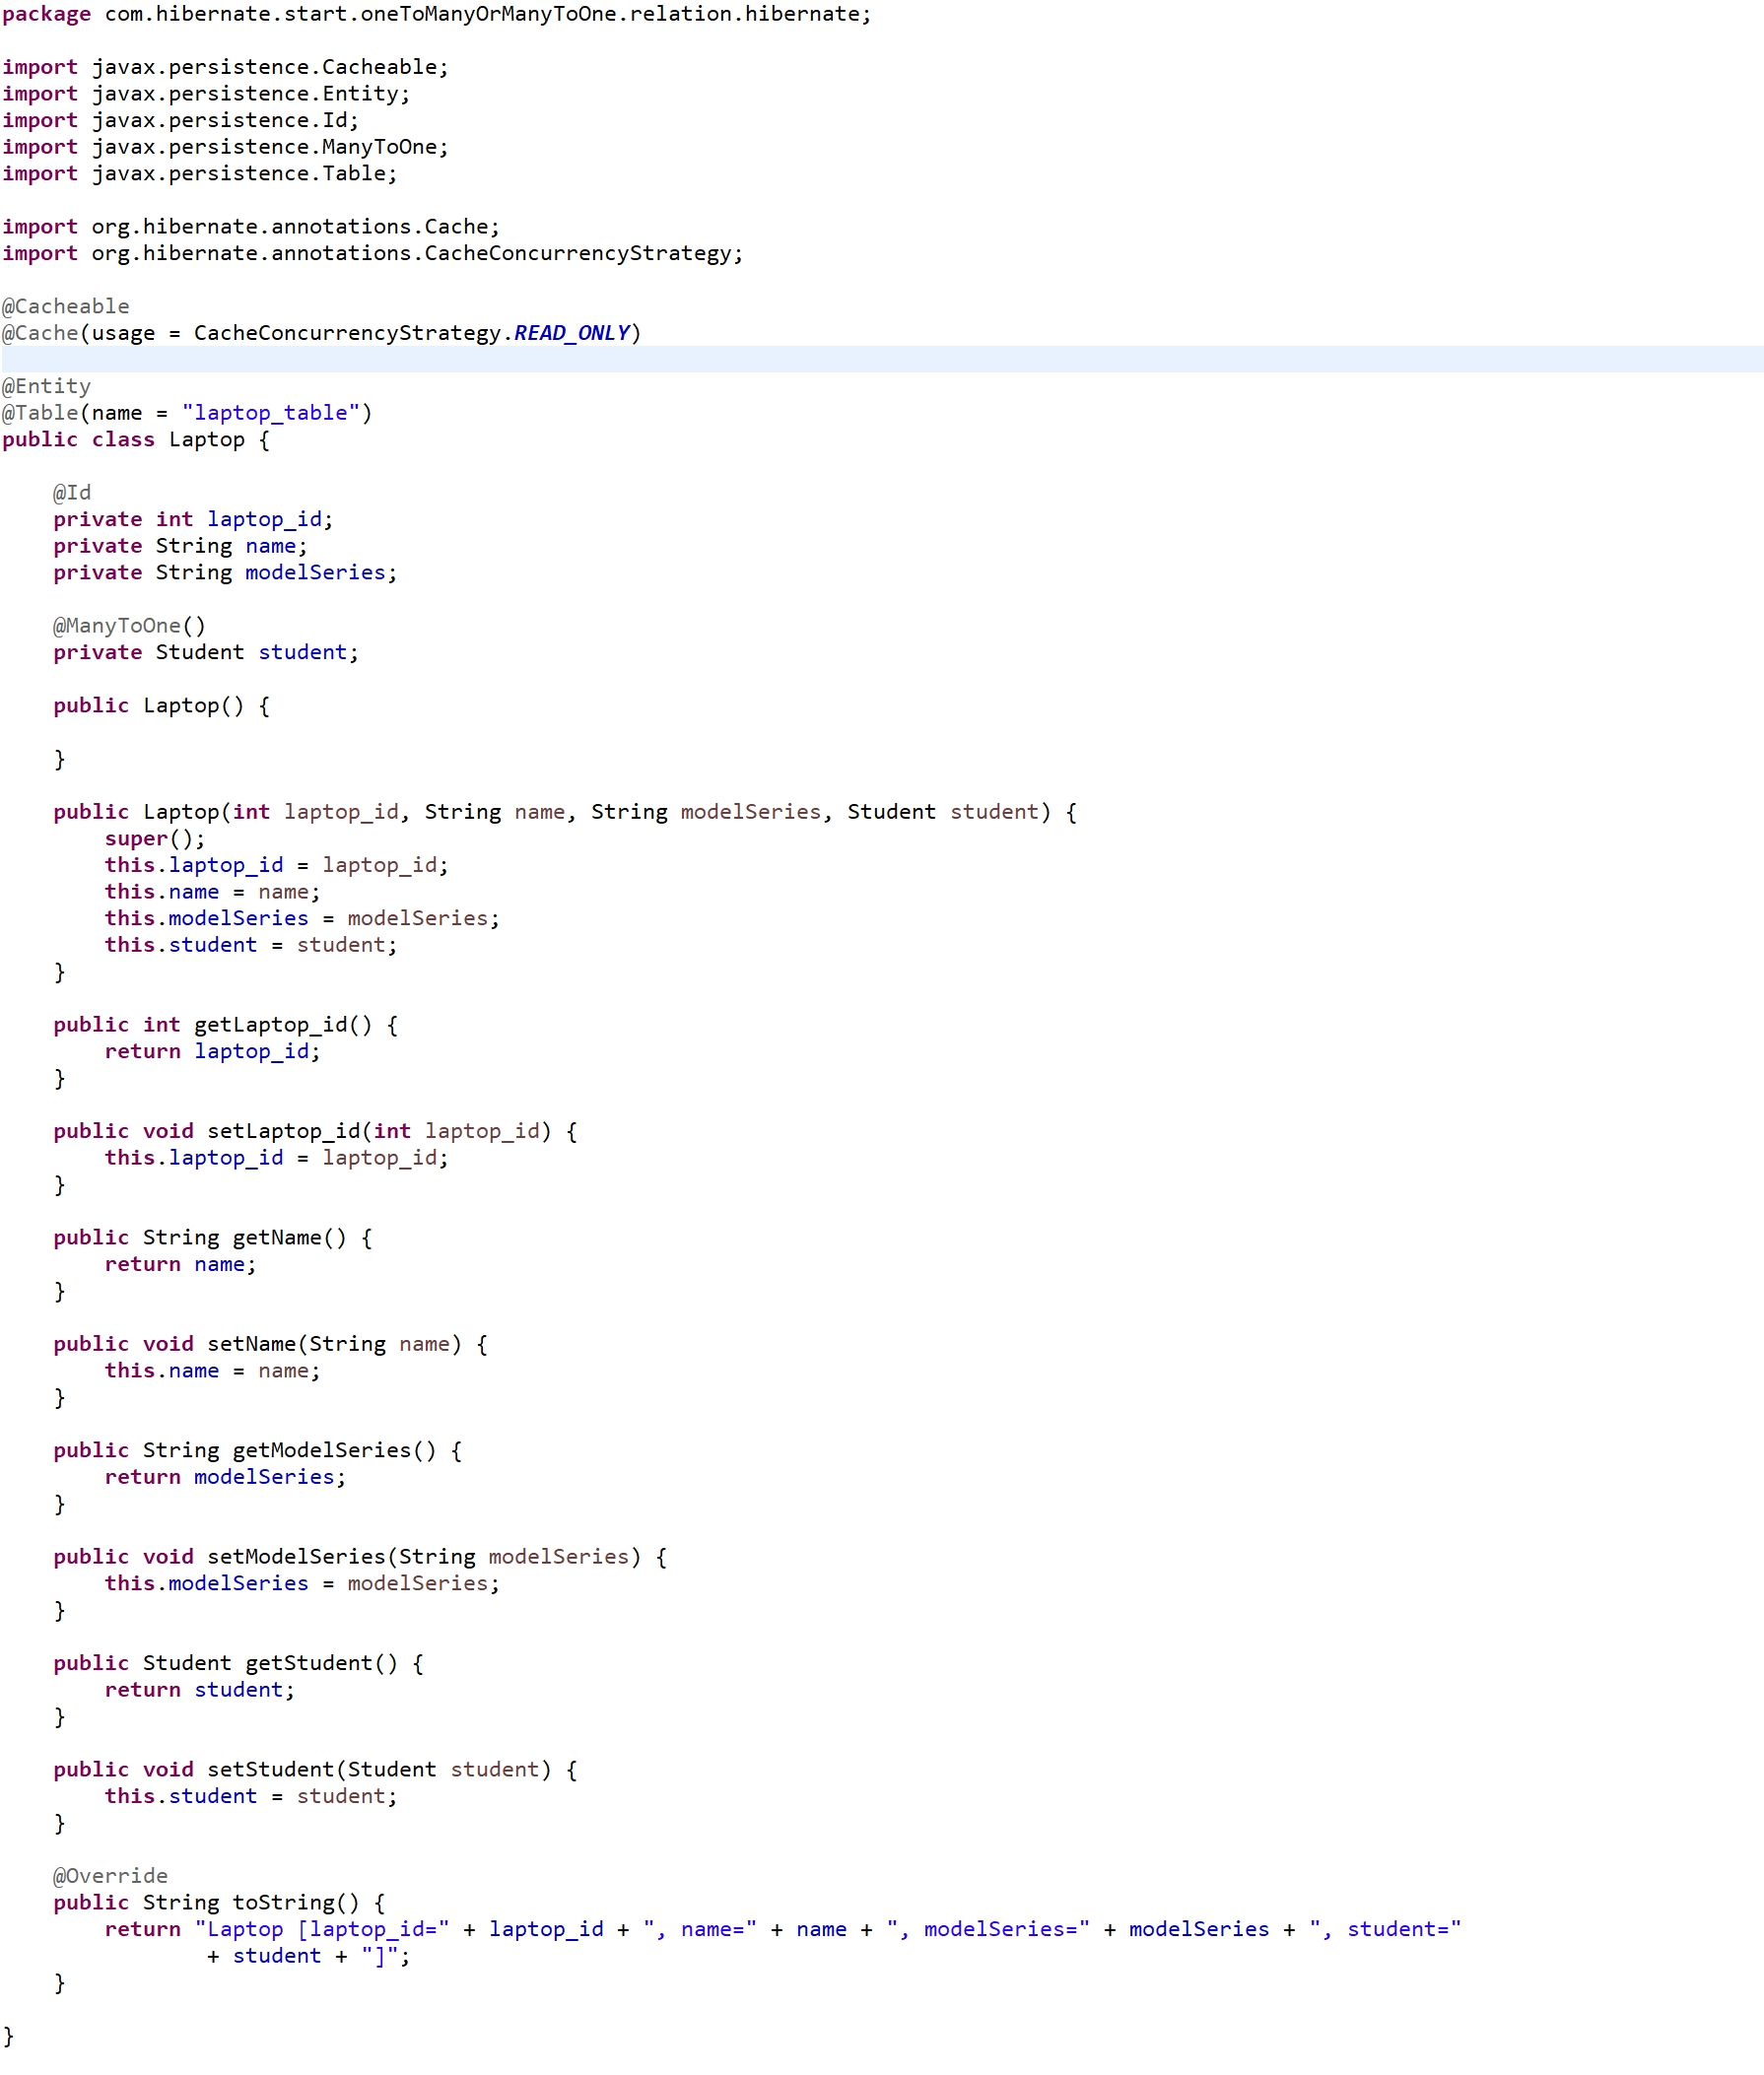 package com.hibernate.start.oneToManyOrManyToOne.relation.hibernate;

import javax.persistence.Cacheable;
import javax.persistence.Entity;
import javax.persistence.Id;
import javax.persistence.ManyToOne;
import javax.persistence.Table;

import org.hibernate.annotations.Cache;
import org.hibernate.annotations.CacheConcurrencyStrategy;

@Cacheable
@Cache(usage = CacheConcurrencyStrategy.READ_ONLY)

@Entity
@Table(name = "laptop_table")
public class Laptop {

    @Id
    private int laptop_id;
    private String name;
    private String modelSeries;

    @ManyToOne()
    private Student student;

    public Laptop() {

    }

    public Laptop(int laptop_id, String name, String modelSeries, Student student) {
        super();
        this.laptop_id = laptop_id;
        this.name = name;
        this.modelSeries = modelSeries;
        this.student = student;
    }

    public int getLaptop_id() {
        return laptop_id;
    }

    public void setLaptop_id(int laptop_id) {
        this.laptop_id = laptop_id;
    }

    public String getName() {
        return name;
    }

    public void setName(String name) {
        this.name = name;
    }

    public String getModelSeries() {
        return modelSeries;
    }

    public void setModelSeries(String modelSeries) {
        this.modelSeries = modelSeries;
    }

    public Student getStudent() {
        return student;
    }

    public void setStudent(Student student) {
        this.student = student;
    }

    @Override
    public String toString() {
        return "Laptop [laptop_id=" + laptop_id + ", name=" + name + ", modelSeries=" + modelSeries + ", student="
                + student + "]";
    }

}